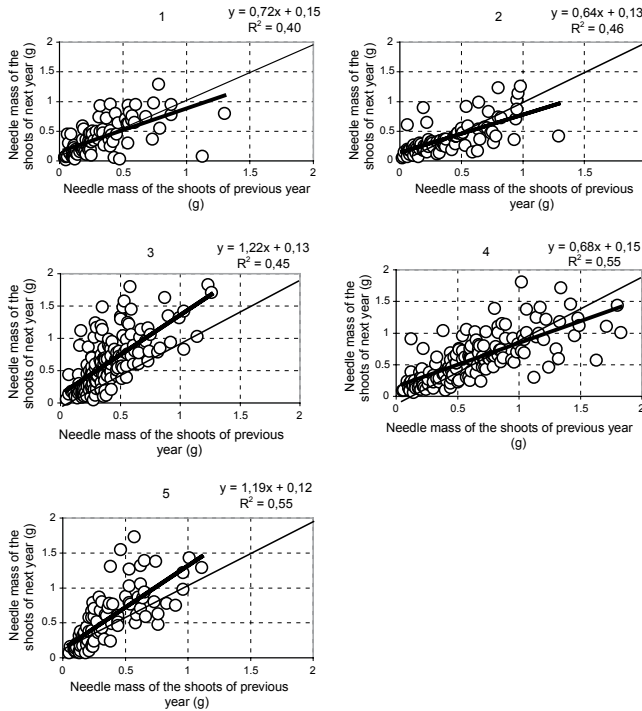 1
y = 0,72x + 0,15
R² = 0,40
Needle mass of the
shoots of next year (g)
2
1.5
1
0.5
0
0
0.5
1
1.5
2
Needle mass of the shoots of previous year
(g)
2
y = 0,64x + 0,13
R² = 0,46
Needle mass of the
shoots of next year (g)
2
1.5
1
0.5
0
0
0.5
1
1.5
2
Needle mass of the shoots of previous
year (g)
3
y = 1,22x + 0,13
R² = 0,45
Needle mass of the
shoots of next year (g)
2
1.5
1
0.5
0
0
0.5
1
1.5
2
Needle mass of the shoots of previous
year (g)
4
y = 0,68x + 0,15
R² = 0,55
Needle mass of the
shoots of next year (g)
2
1.5
1
0.5
0
0
0.5
1
1.5
2
Needle mass of the shoots of previous year
(g)
5
y = 1,19x + 0,12
R² = 0,55
Needle mass of the
shoots of next year (g)
2
1.5
1
0.5
0
0
0.5
1
1.5
2
Needle mass of the shoots of previous
year (g)